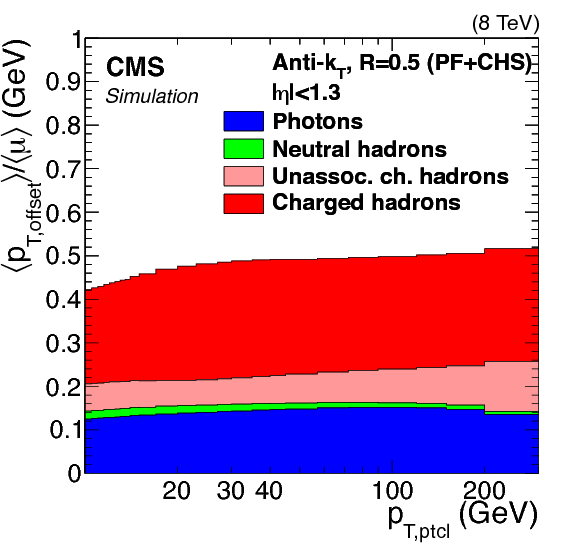 (8 TeV)
CMS
Simulation
Anti-k_T, R=0.5 (PF+CHS)
|η|<1.3
Photons
Neutral hadrons
Unassoc. ch. hadrons
Charged hadrons
⟨p_T,offset⟩/⟨μ⟩ (GeV)
1
0.9
0.8
0.7
0.6
0.5
0.4
0.3
0.2
0.1
0
20 30 40 100 200
p_T,ptcl (GeV)